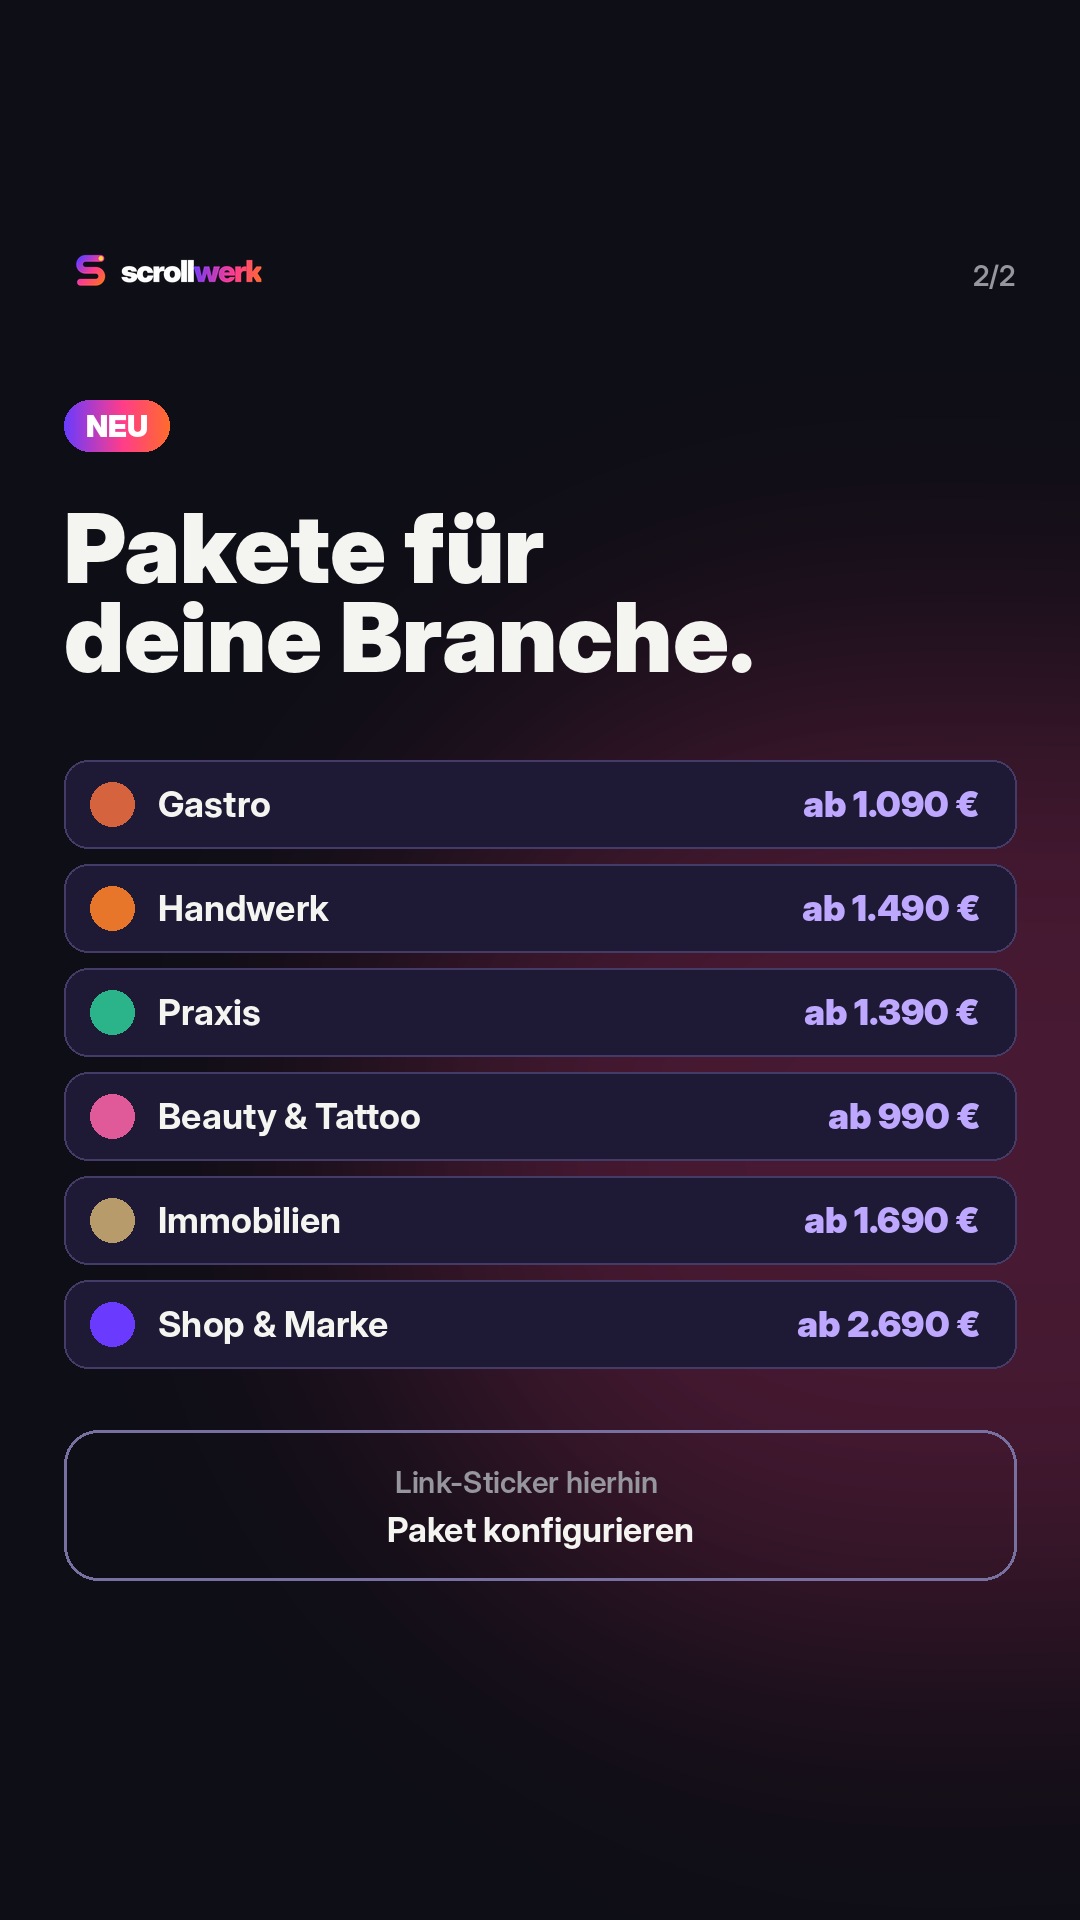 scrollwerk
2/2
NEU
Pakete für
deine Branche.
Gastro ab 1.090 €
Handwerk ab 1.490 €
Praxis ab 1.390 €
Beauty & Tattoo ab 990 €
Immobilien ab 1.690 €
Shop & Marke ab 2.690 €
Link-Sticker hierhin
Paket konfigurieren